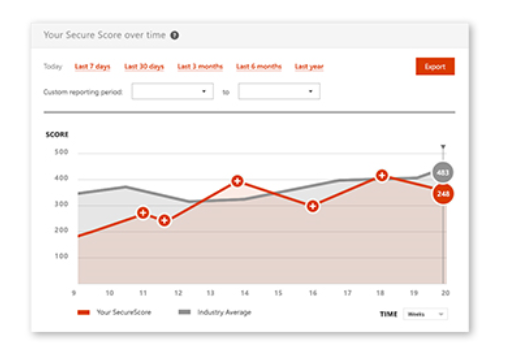 Your Secure Score over time ?
Today Last 7 days Last 30 days Last 3 months Last 6 months Last year Export
Custom reporting period: to
SCORE
500
400
300
200
100
483
248
9 10 11 12 13 14 15 16 17 18 19 20
Your SecureScore Industry Average TIME Weeks